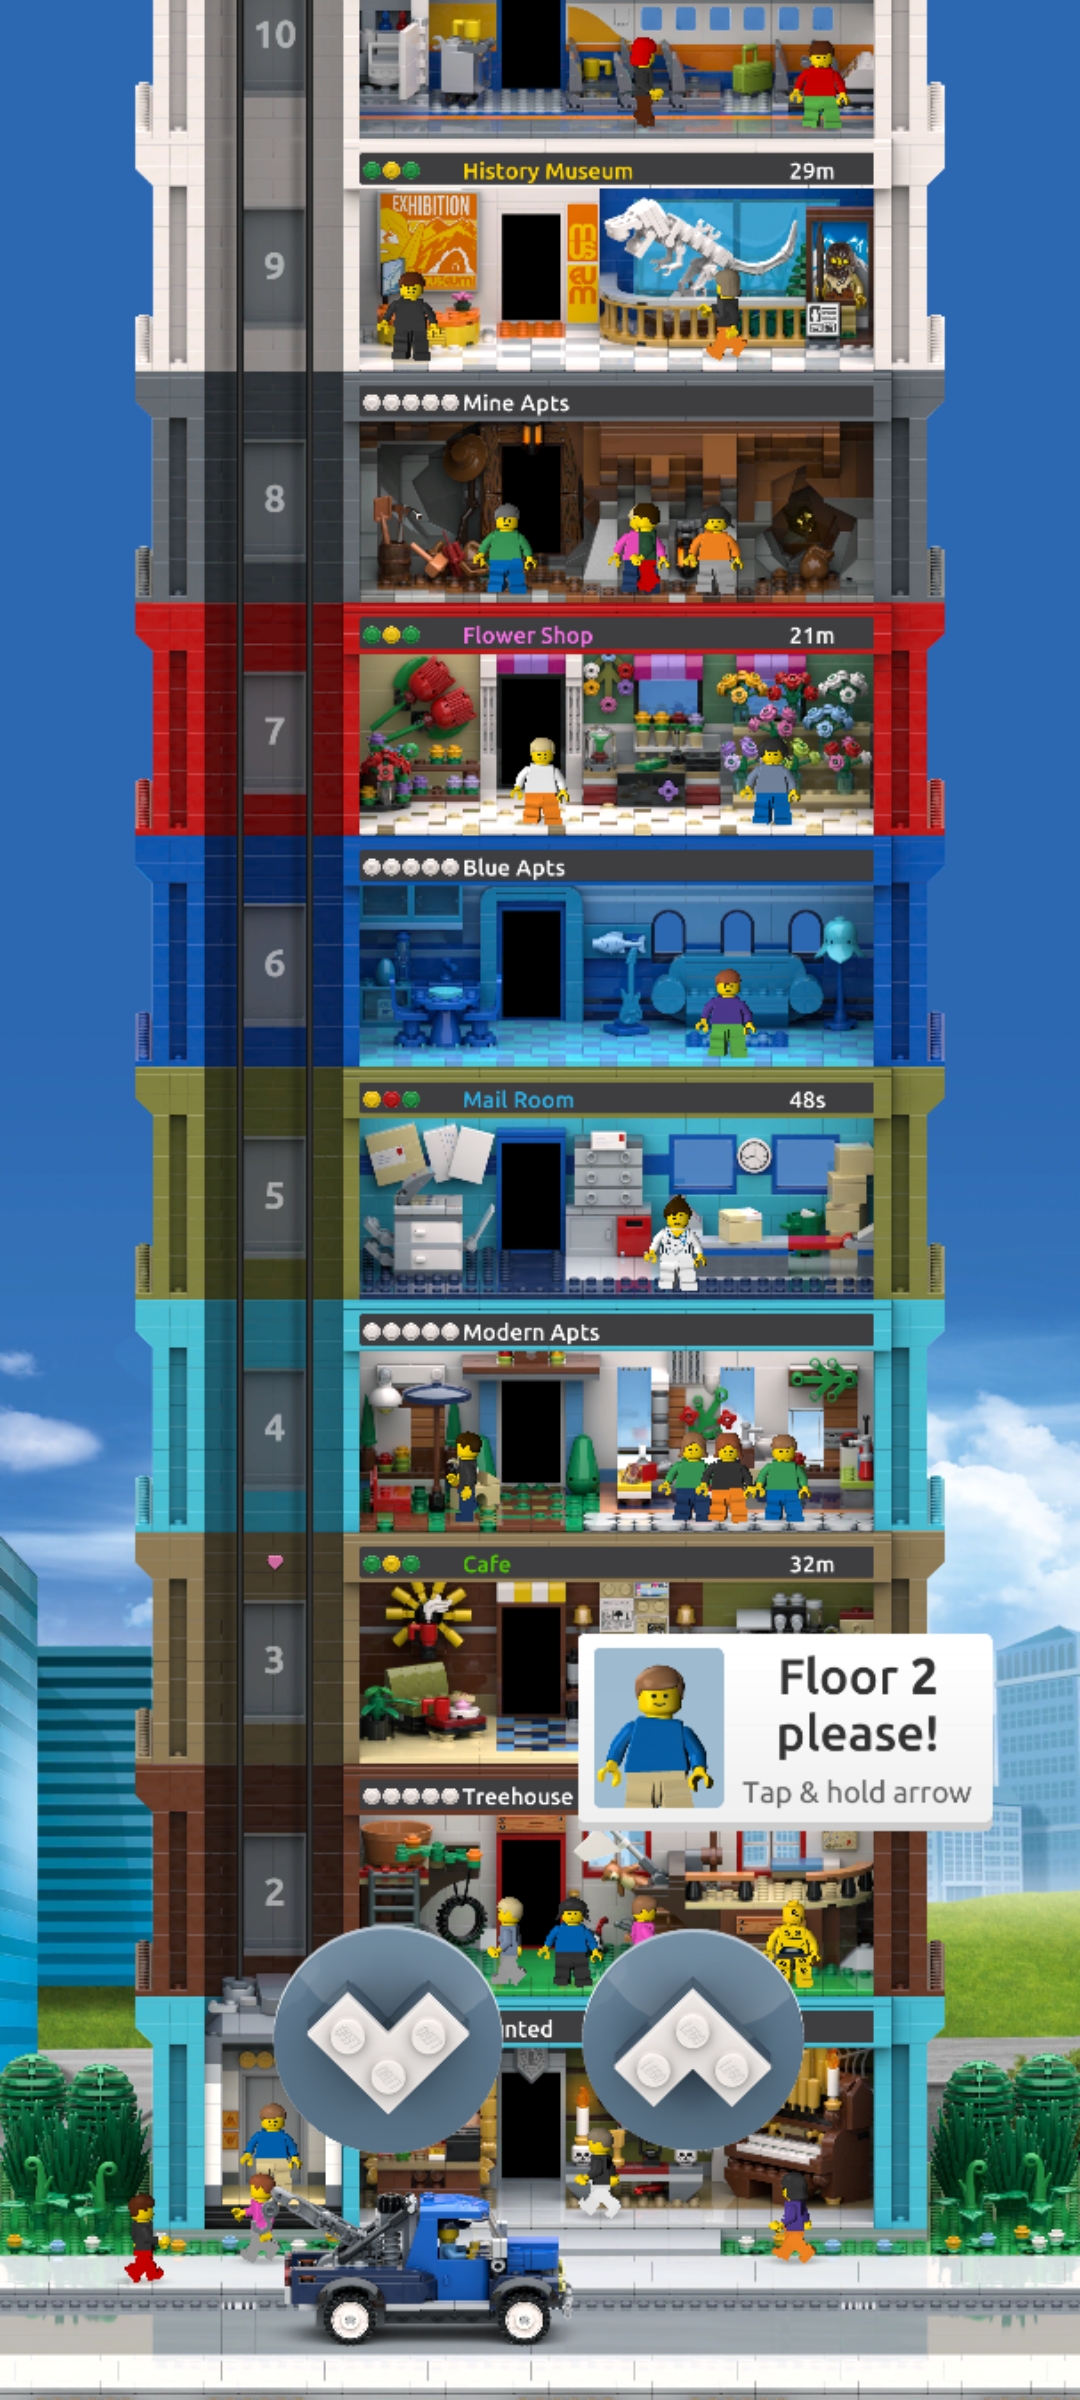 10
History Museum 29m
EXHIBITION
museum
9
Mine Apts
8
Flower Shop 21m
7
Blue Apts
6
Mail Room 48s
5
Modern Apts
4
Cafe 32m
3
Floor 2
please!
Tap & hold arrow
Treehouse
2
nted